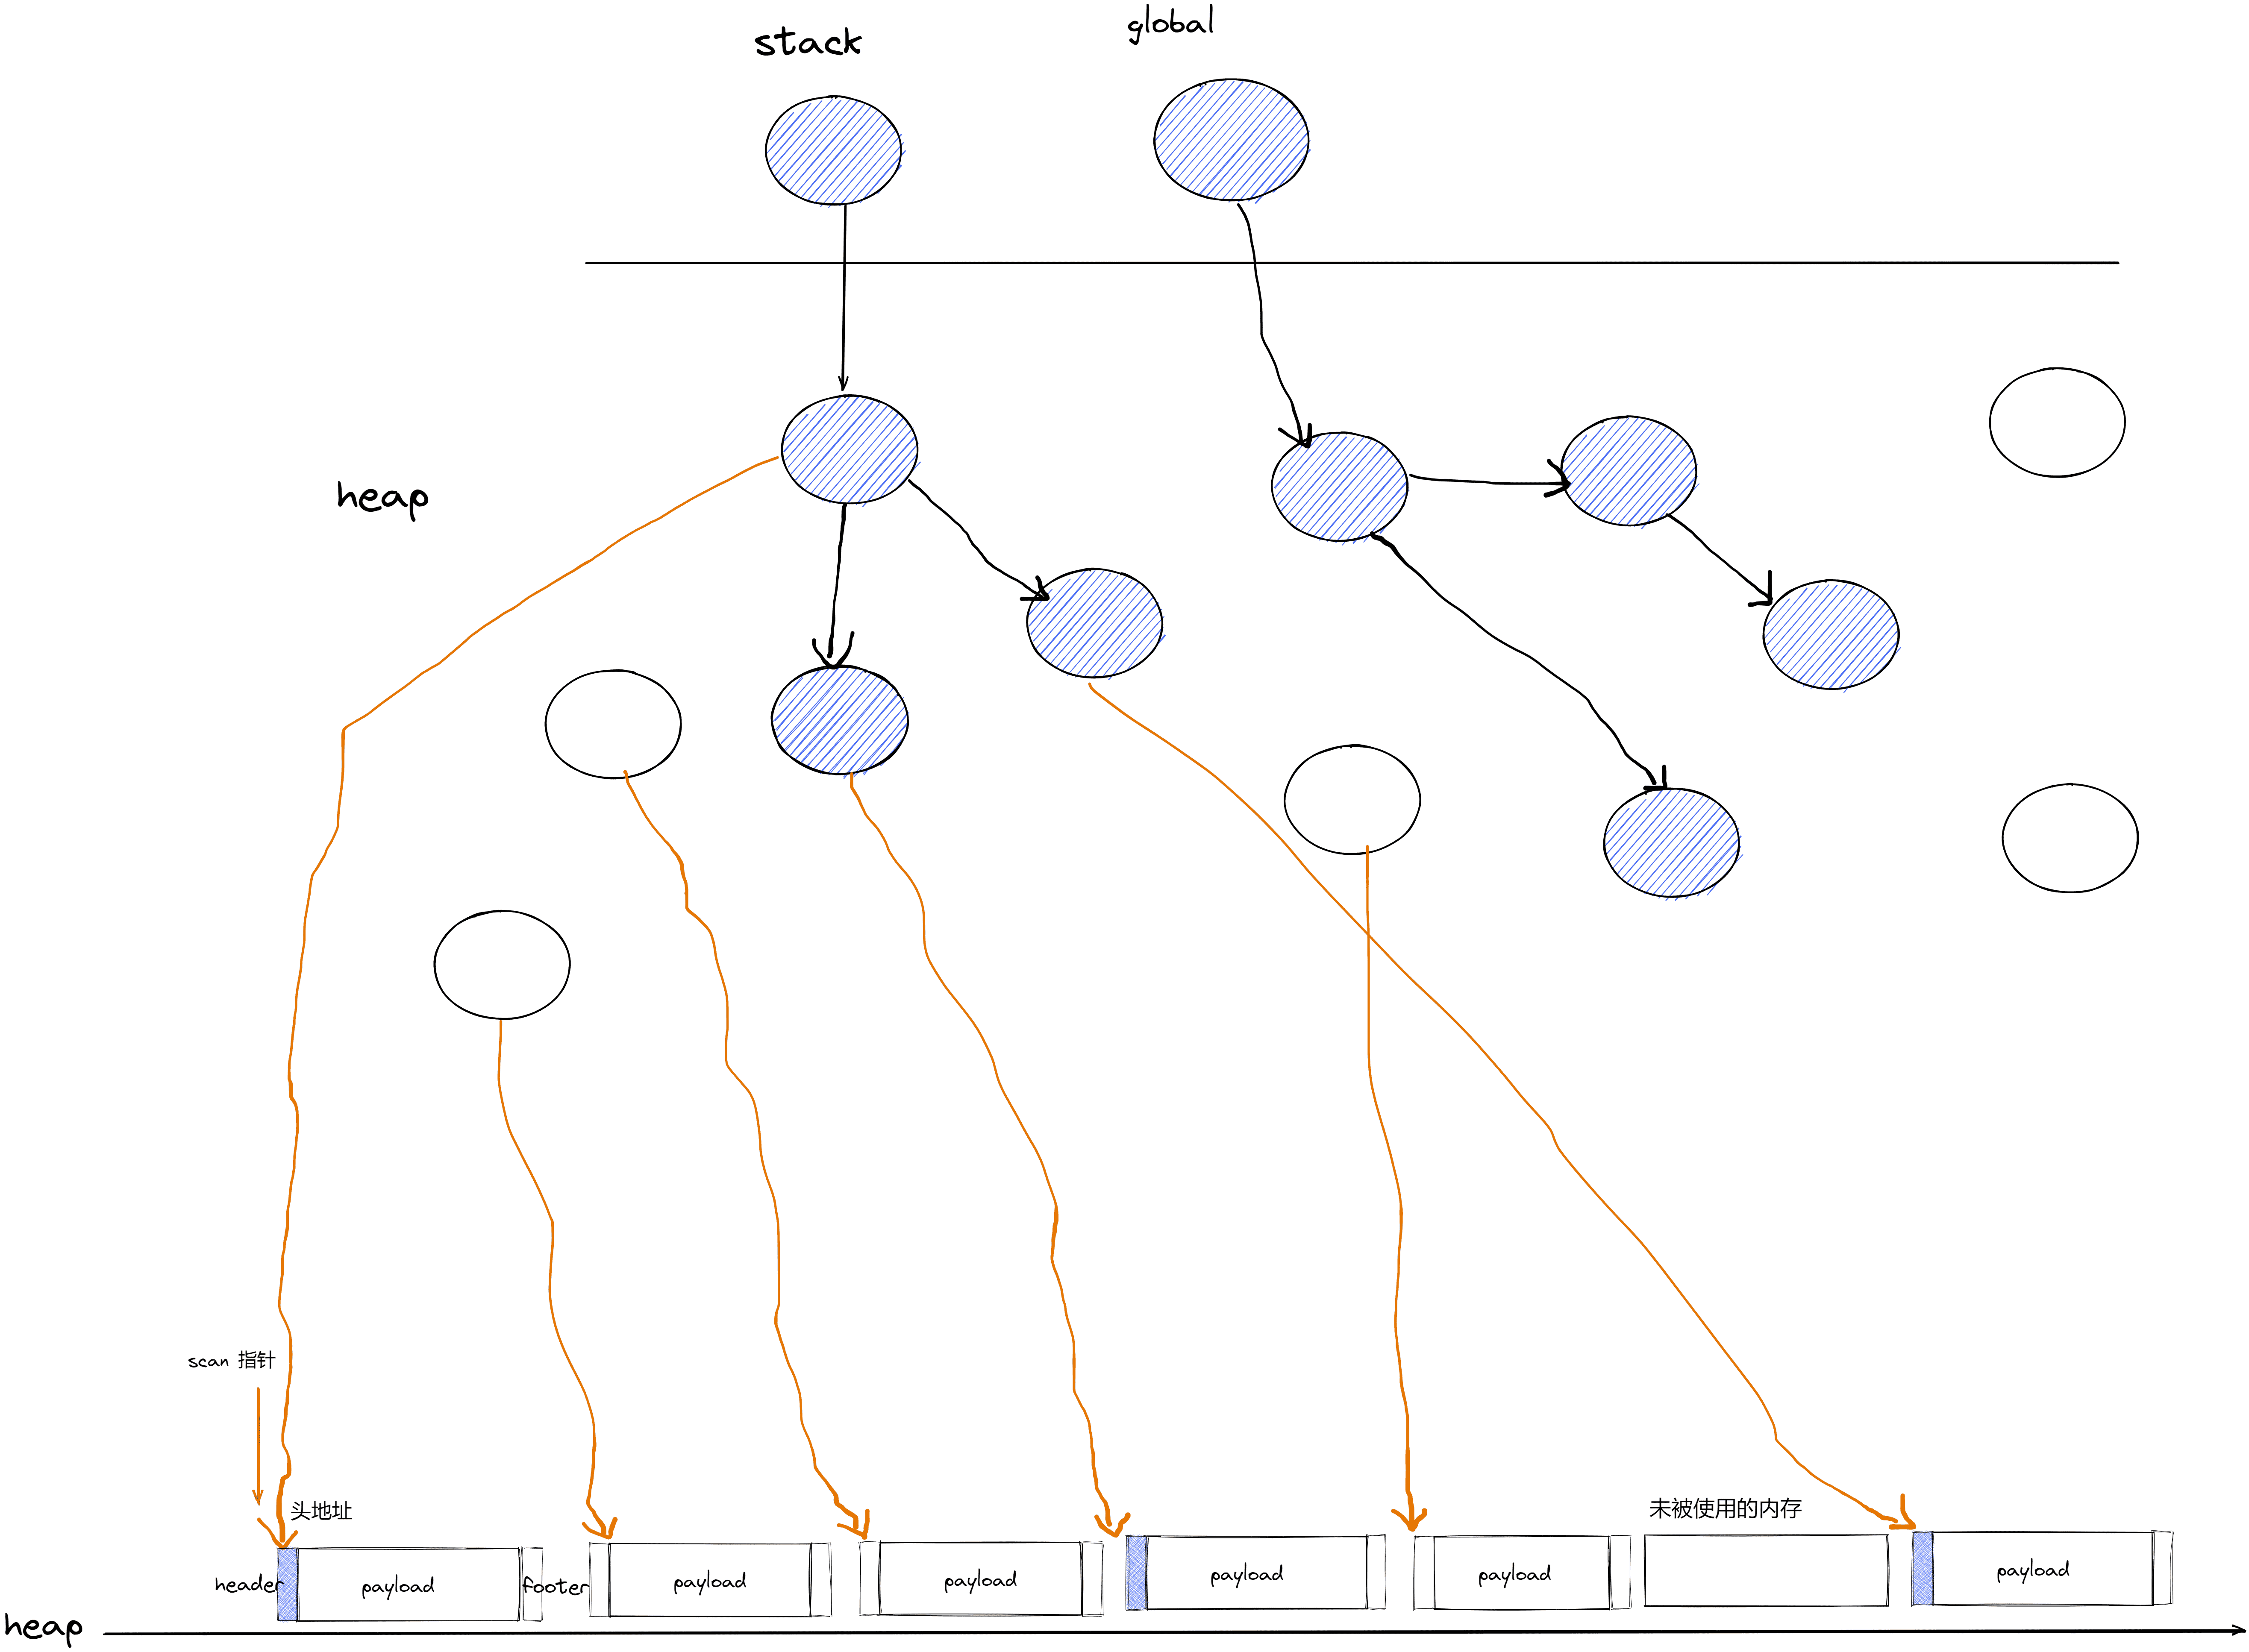 stack
global
heap
scan 指针
头地址
未被使用的内存
header
payload
footer
payload
payload
payload
payload
payload
heap